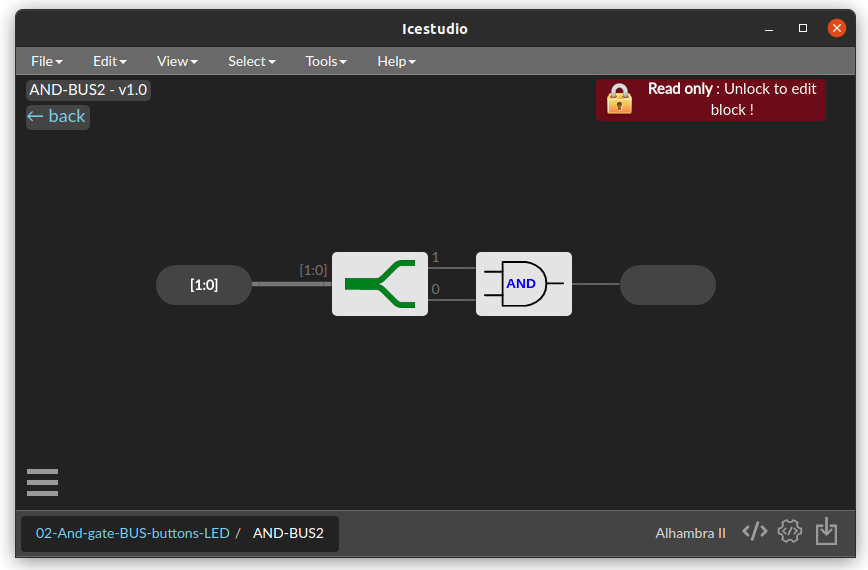 Icestudio
File Edit View Select Tools Help
AND-BUS2 - v1.0
← back
Read only : Unlock to edit
block !
[1:0]
[1:0]
1
0
AND
02-And-gate-BUS-buttons-LED / AND-BUS2
Alhambra II
</>